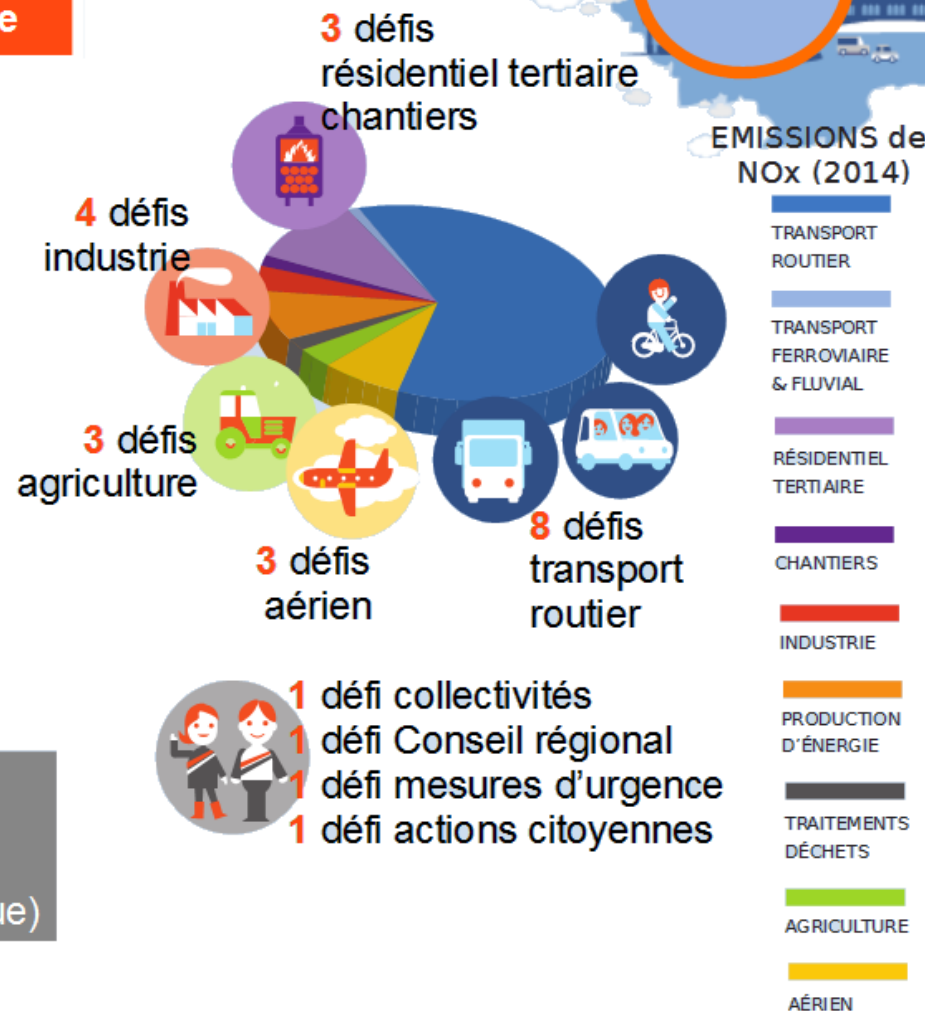 e
3 défis
résidentiel tertiaire
chantiers
4 défis
industrie
3 défis
agriculture
3 défis
aérien
8 défis
transport
routier
1 défi collectivités
1 défi Conseil régional
1 défi mesures d'urgence
1 défi actions citoyennes
ue)
EMISSIONS de
NOx (2014)
TRANSPORT
ROUTIER
TRANSPORT
FERROVIAIRE
& FLUVIAL
RÉSIDENTIEL
TERTIAIRE
CHANTIERS
INDUSTRIE
PRODUCTION
D'ÉNERGIE
TRAITEMENTS
DÉCHETS
AGRICULTURE
AÉRIEN